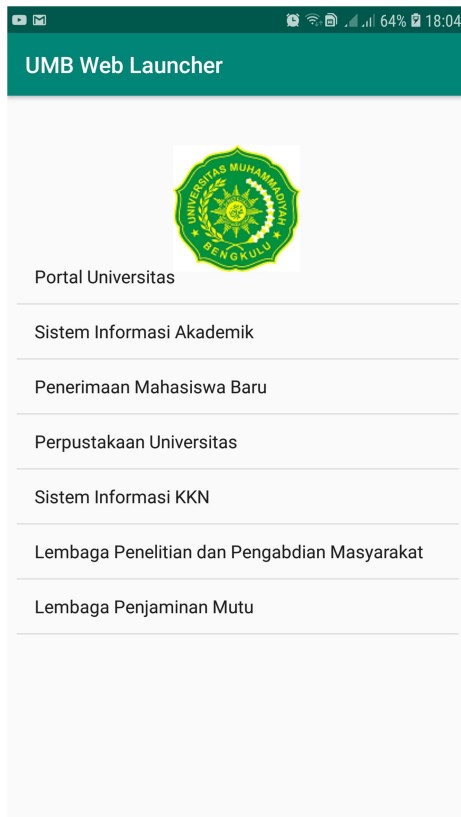 64% 18:04
UMB Web Launcher
UNIVERSITAS MUHAMMADIYAH
BENGKULU
Portal Universitas
Sistem Informasi Akademik
Penerimaan Mahasiswa Baru
Perpustakaan Universitas
Sistem Informasi KKN
Lembaga Penelitian dan Pengabdian Masyarakat
Lembaga Penjaminan Mutu